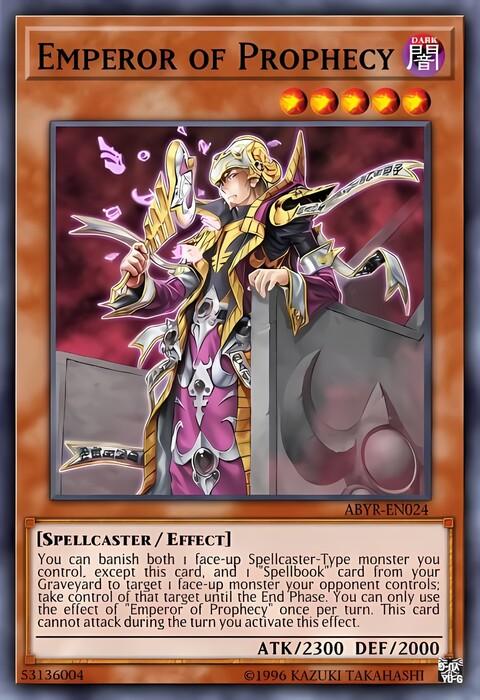 EMPEROR OF PROPHECY
DARK
闇
ABYR-EN024
[SPELLCASTER / EFFECT]
You can banish both 1 face-up Spellcaster-Type monster you
control, except this card, and 1 "Spellbook" card from your
Graveyard to target 1 face-up monster your opponent controls;
take control of that target until the End Phase. You can only use
the effect of "Emperor of Prophecy" once per turn. This card
cannot attack during the turn you activate this effect.
ATK/2300 DEF/2000
53136004
©1996 KAZUKI TAKAHASHI